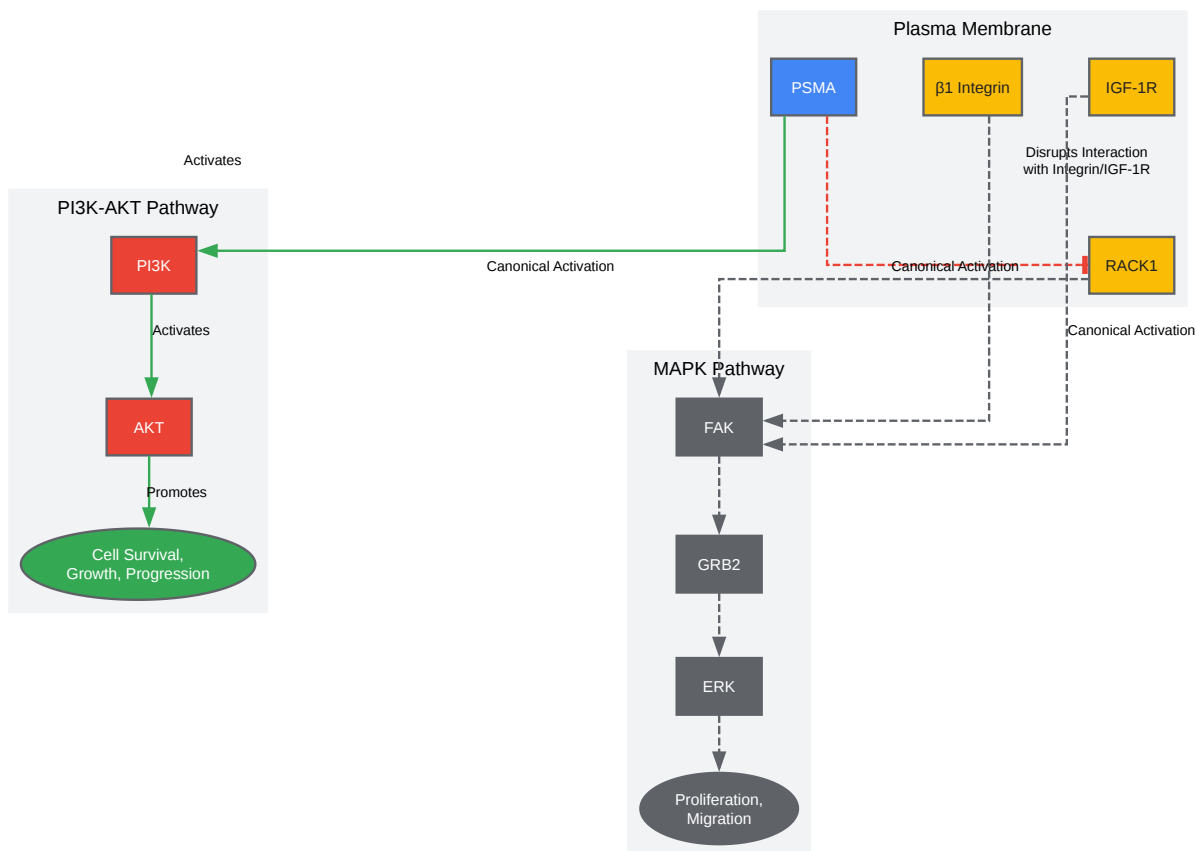 Plasma Membrane
PSMA
β1 Integrin
IGF-1R
Disrupts Interaction
with Integrin/IGF-1R
Activates
PI3K-AKT Pathway
PI3K
Canonical Activation
Canonical Activation
RACK1
Activates
Canonical Activation
MAPK Pathway
AKT
FAK
Promotes
Cell Survival,
Growth, Progression
GRB2
ERK
Proliferation,
Migration